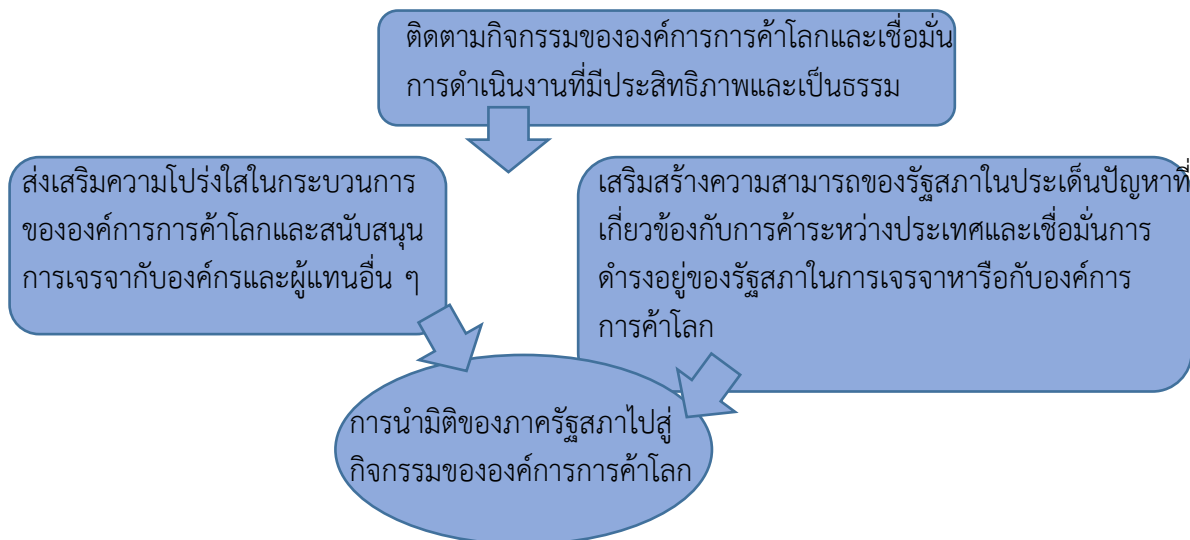 ติดตามกิจกรรมขององค์การการค้าโลกและเชื่อมั่น
การดำเนินงานที่มีประสิทธิภาพและเป็นธรรม
ส่งเสริมความโปร่งใสในกระบวนการ
ขององค์การการค้าโลกและสนับสนุน
การเจรจากับองค์กรและผู้แทนอื่น ๆ
เสริมสร้างความสามารถของรัฐสภาในประเด็นปัญหาที่
เกี่ยวข้องกับการค้าระหว่างประเทศและเชื่อมั่นการ
ดำรงอยู่ของรัฐสภาในการเจรจาหารือกับองค์การ
การค้าโลก
การนำมิติของภาครัฐสภาไปสู่
กิจกรรมขององค์การการค้าโลก